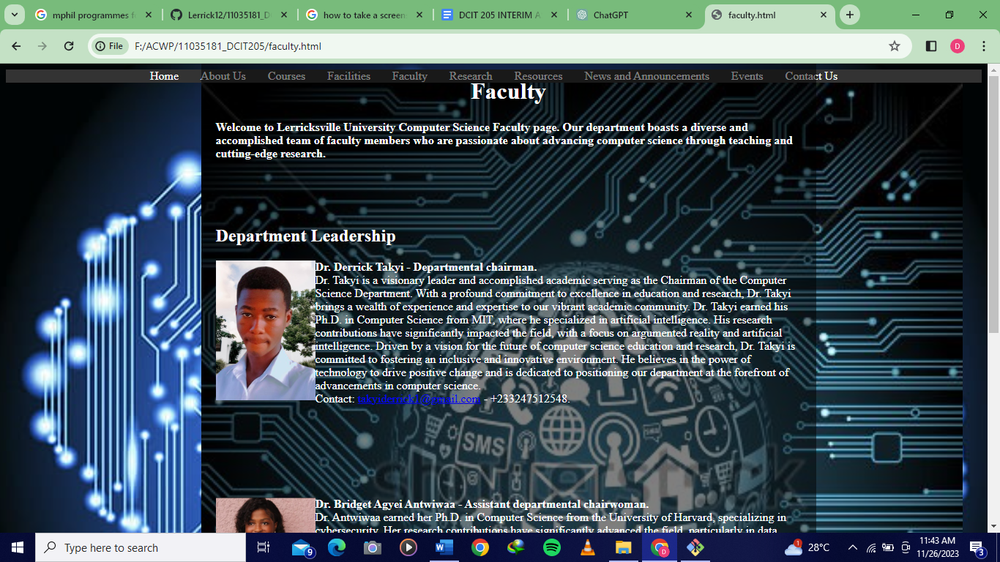 mphil programmes f
Lerrick12/11035181_D
how to take a screen
DCIT 205 INTERIM A
ChatGPT
faculty.html
File
F:/ACWP/11035181_DCIT205/faculty.html
D
Home About Us Courses Facilities Faculty Research Resources News and Announcements Events Contact Us
Faculty
Welcome to Lerricksville University Computer Science Faculty page. Our department boasts a diverse and
accomplished team of faculty members who are passionate about advancing computer science through teaching and
cutting-edge research.
Department Leadership
Dr. Derrick Takyi - Departmental chairman.
Dr. Takyi is a visionary leader and accomplished academic serving as the Chairman of the Computer
Science Department. With a profound commitment to excellence in education and research, Dr. Takyi
brings a wealth of experience and expertise to our vibrant academic community. Dr. Takyi earned his
Ph.D. in Computer Science from MIT, where he specialized in artificial intelligence. His research
contributions have significantly impacted the field, with a focus on argumented reality and artificial
intelligence. Driven by a vision for the future of computer science education and research, Dr. Takyi is
committed to fostering an inclusive and innovative environment. He believes in the power of
technology to drive positive change and is dedicated to positioning our department at the forefront of
advancements in computer science.
Contact: - +233247512548.
SMS
Dr. Bridget Agyei Antwiwaa - Assistant departmental chairwoman.
Dr. Antwiwaa earned her Ph.D. in Computer Science from the University of Harvard, specializing in
cybersecurity. Her research contributions have significantly advanced the field, particularly in data
Type here to search
9
W
D
1
28°C
11:43 AM
11/26/2023
3